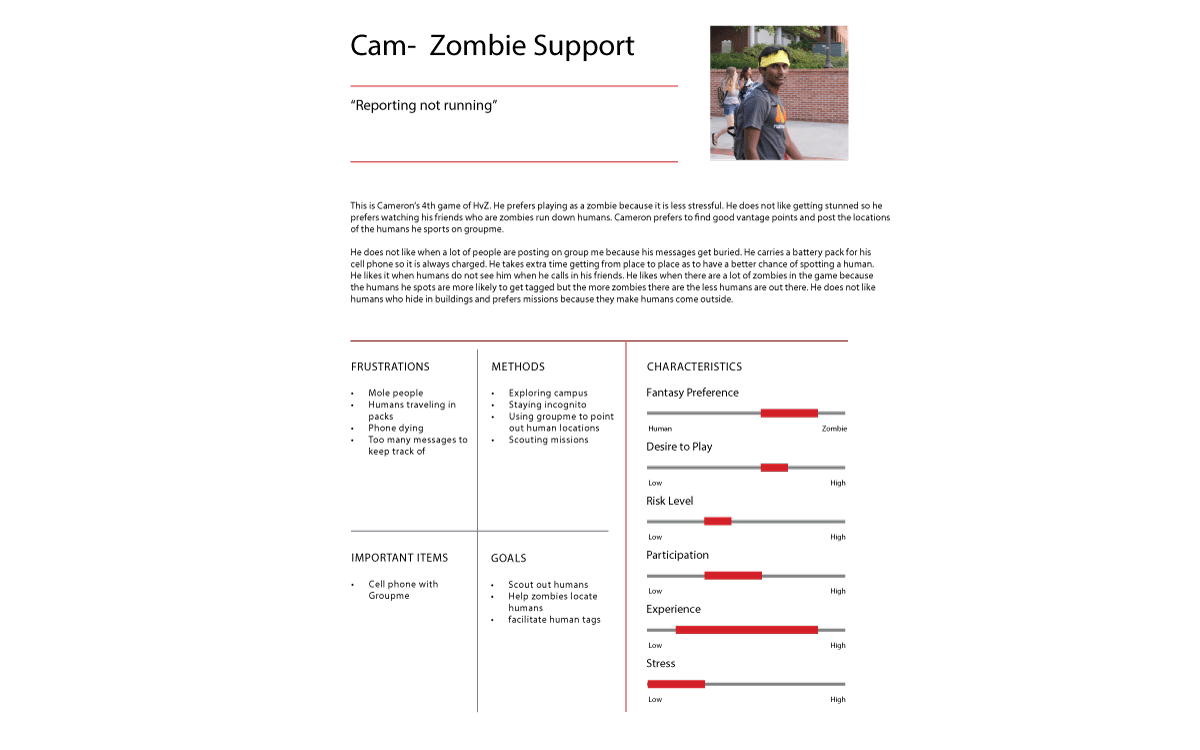 Cam-  Zombie Support
“Reporting not running”
This is Cameron’s 4th game of HvZ. He prefers playing as a zombie because it is less stressful. He does not like getting stunned so he
prefers watching his friends who are zombies run down humans. Cameron prefers to find good vantage points and post the locations
of the humans he sports on groupme.
He does not like when a lot of people are posting on group me because his messages get buried. He carries a battery pack for his
cell phone so it is always charged. He takes extra time getting from place to place as to have a better chance of spotting a human.
He likes it when humans do not see him when he calls in his friends. He likes when there are a lot of zombies in the game because
the humans he spots are more likely to get tagged but the more zombies there are the less humans are out there. He does not like
humans who hide in buildings and prefers missions because they make humans come outside.
FRUSTRATIONS
• Mole people
• Humans traveling in
packs
• Phone dying
• Too many messages to
keep track of
METHODS
• Exploring campus
• Staying incognito
• Using groupme to point
out human locations
• Scouting missions
IMPORTANT ITEMS
• Cell phone with
Groupme
GOALS
• Scout out humans
• Help zombies locate
humans
• facilitate human tags
CHARACTERISTICS
Fantasy Preference
Human Zombie
Desire to Play
Low High
Risk Level
Low High
Participation
Low High
Experience
Low High
Stress
Low High